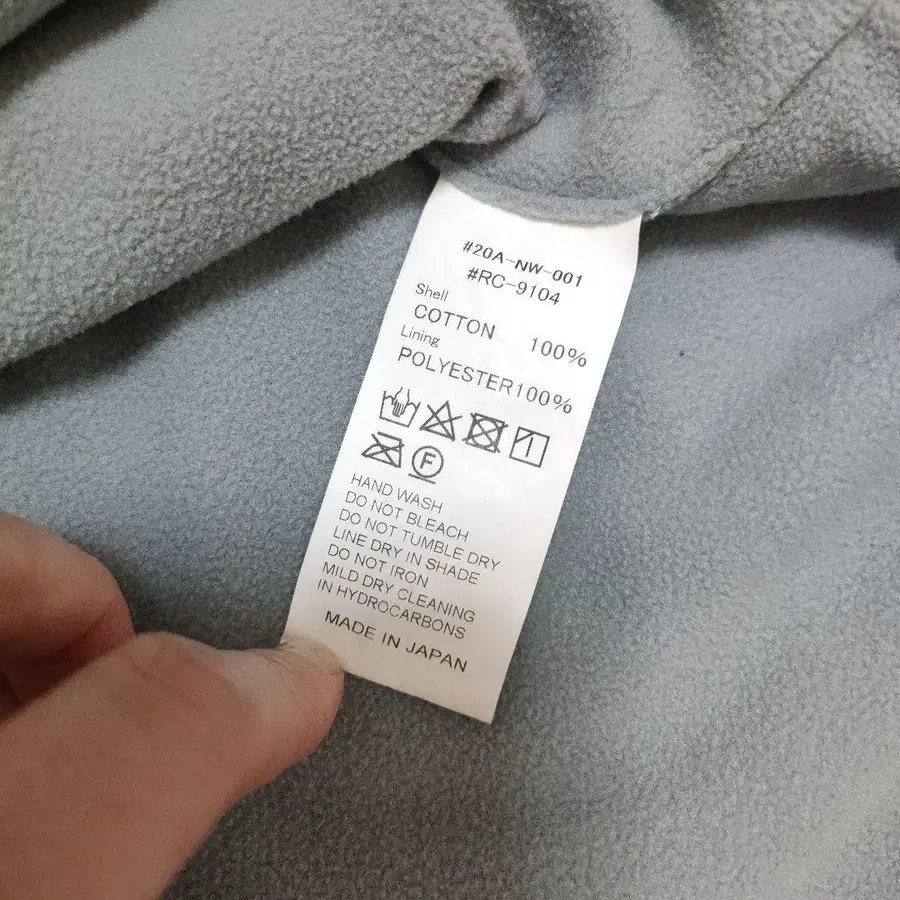 #20A-NW-001
#RC-9104
Shell
COTTON 100%
Lining
POLYESTER100%
F
HAND WASH
DO NOT BLEACH
DO NOT TUMBLE DRY
LINE DRY IN SHADE
DO NOT IRON
MILD DRY CLEANING
IN HYDROCARBONS
MADE IN JAPAN